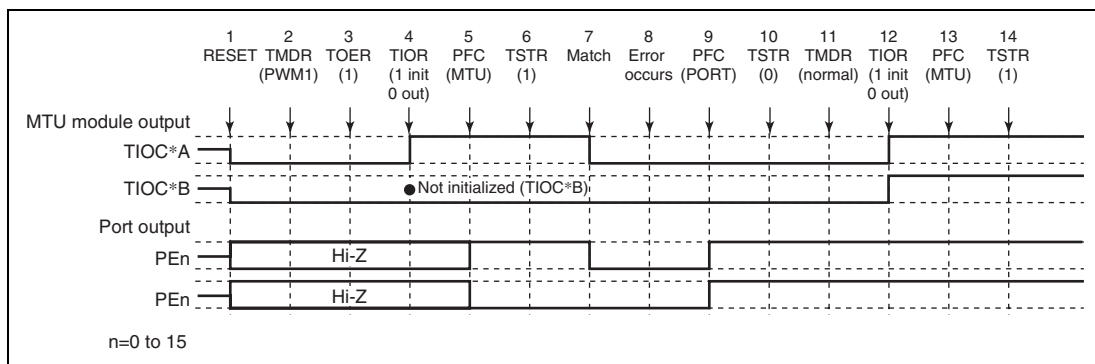 1 2 3 4 5 6 7 8 9 10 11 12 13 14
RESET TMDR TOER TIOR PFC TSTR Match Error PFC TSTR TMDR TIOR PFC TSTR
(PWM1) (1) (1 init (MTU) (1) occurs (PORT) (0) (normal) (1 init (MTU) (1)
0 out) 0 out)
MTU module output
TIOC*A
TIOC*B
Not initialized (TIOC*B)
Port output
PEn
Hi-Z
PEn
Hi-Z
n=0 to 15